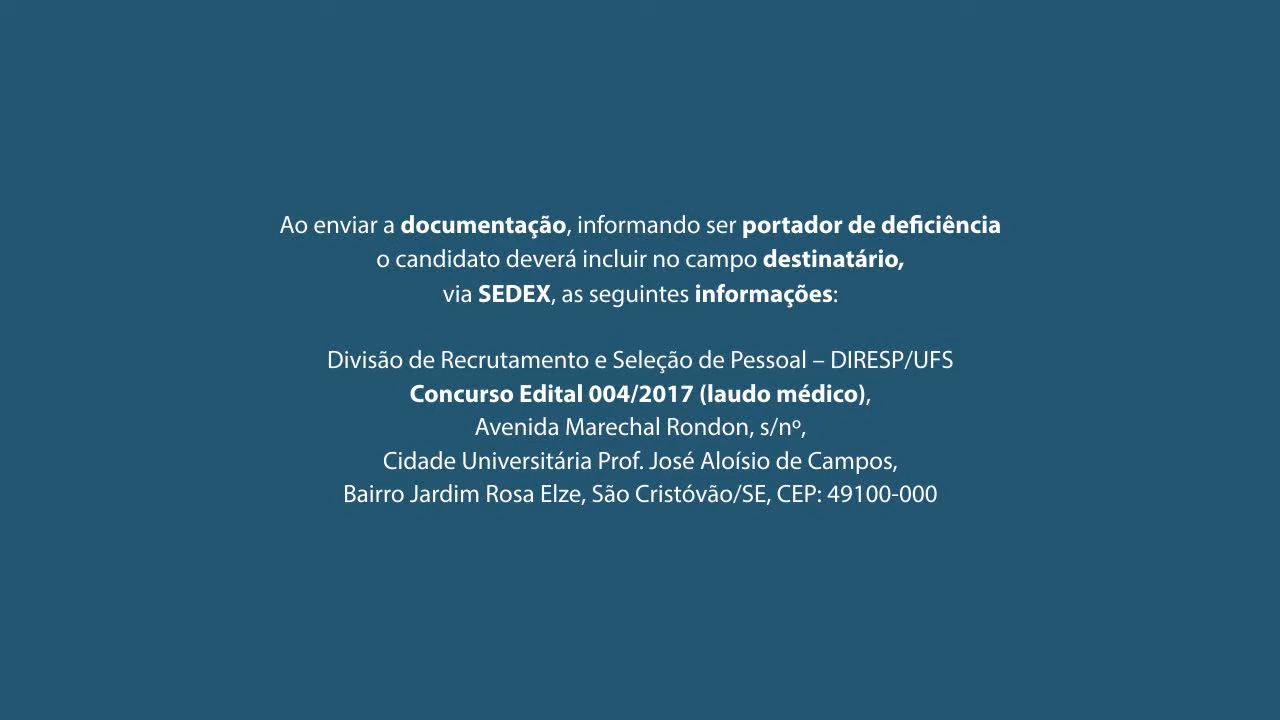 Ao enviar a documentação, informando ser portador de deficiência
o candidato deverá incluir no campo destinatário,
via SEDEX, as seguintes informações:
Divisão de Recrutamento e Seleção de Pessoal – DIRESP/UFS
Concurso Edital 004/2017 (laudo médico),
Avenida Marechal Rondon, s/nº,
Cidade Universitária Prof. José Aloísio de Campos,
Bairro Jardim Rosa Elze, São Cristóvão/SE, CEP: 49100-000